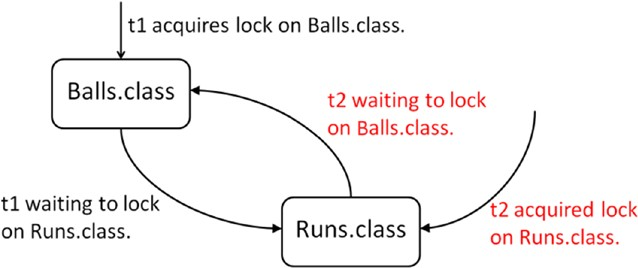 t1 acquires lock on Balls.class.
Balls.class
t2 waiting to lock
on Balls.class.
t1 waiting to lock
on Runs.class.
Runs.class
t2 acquired lock
on Runs.class.